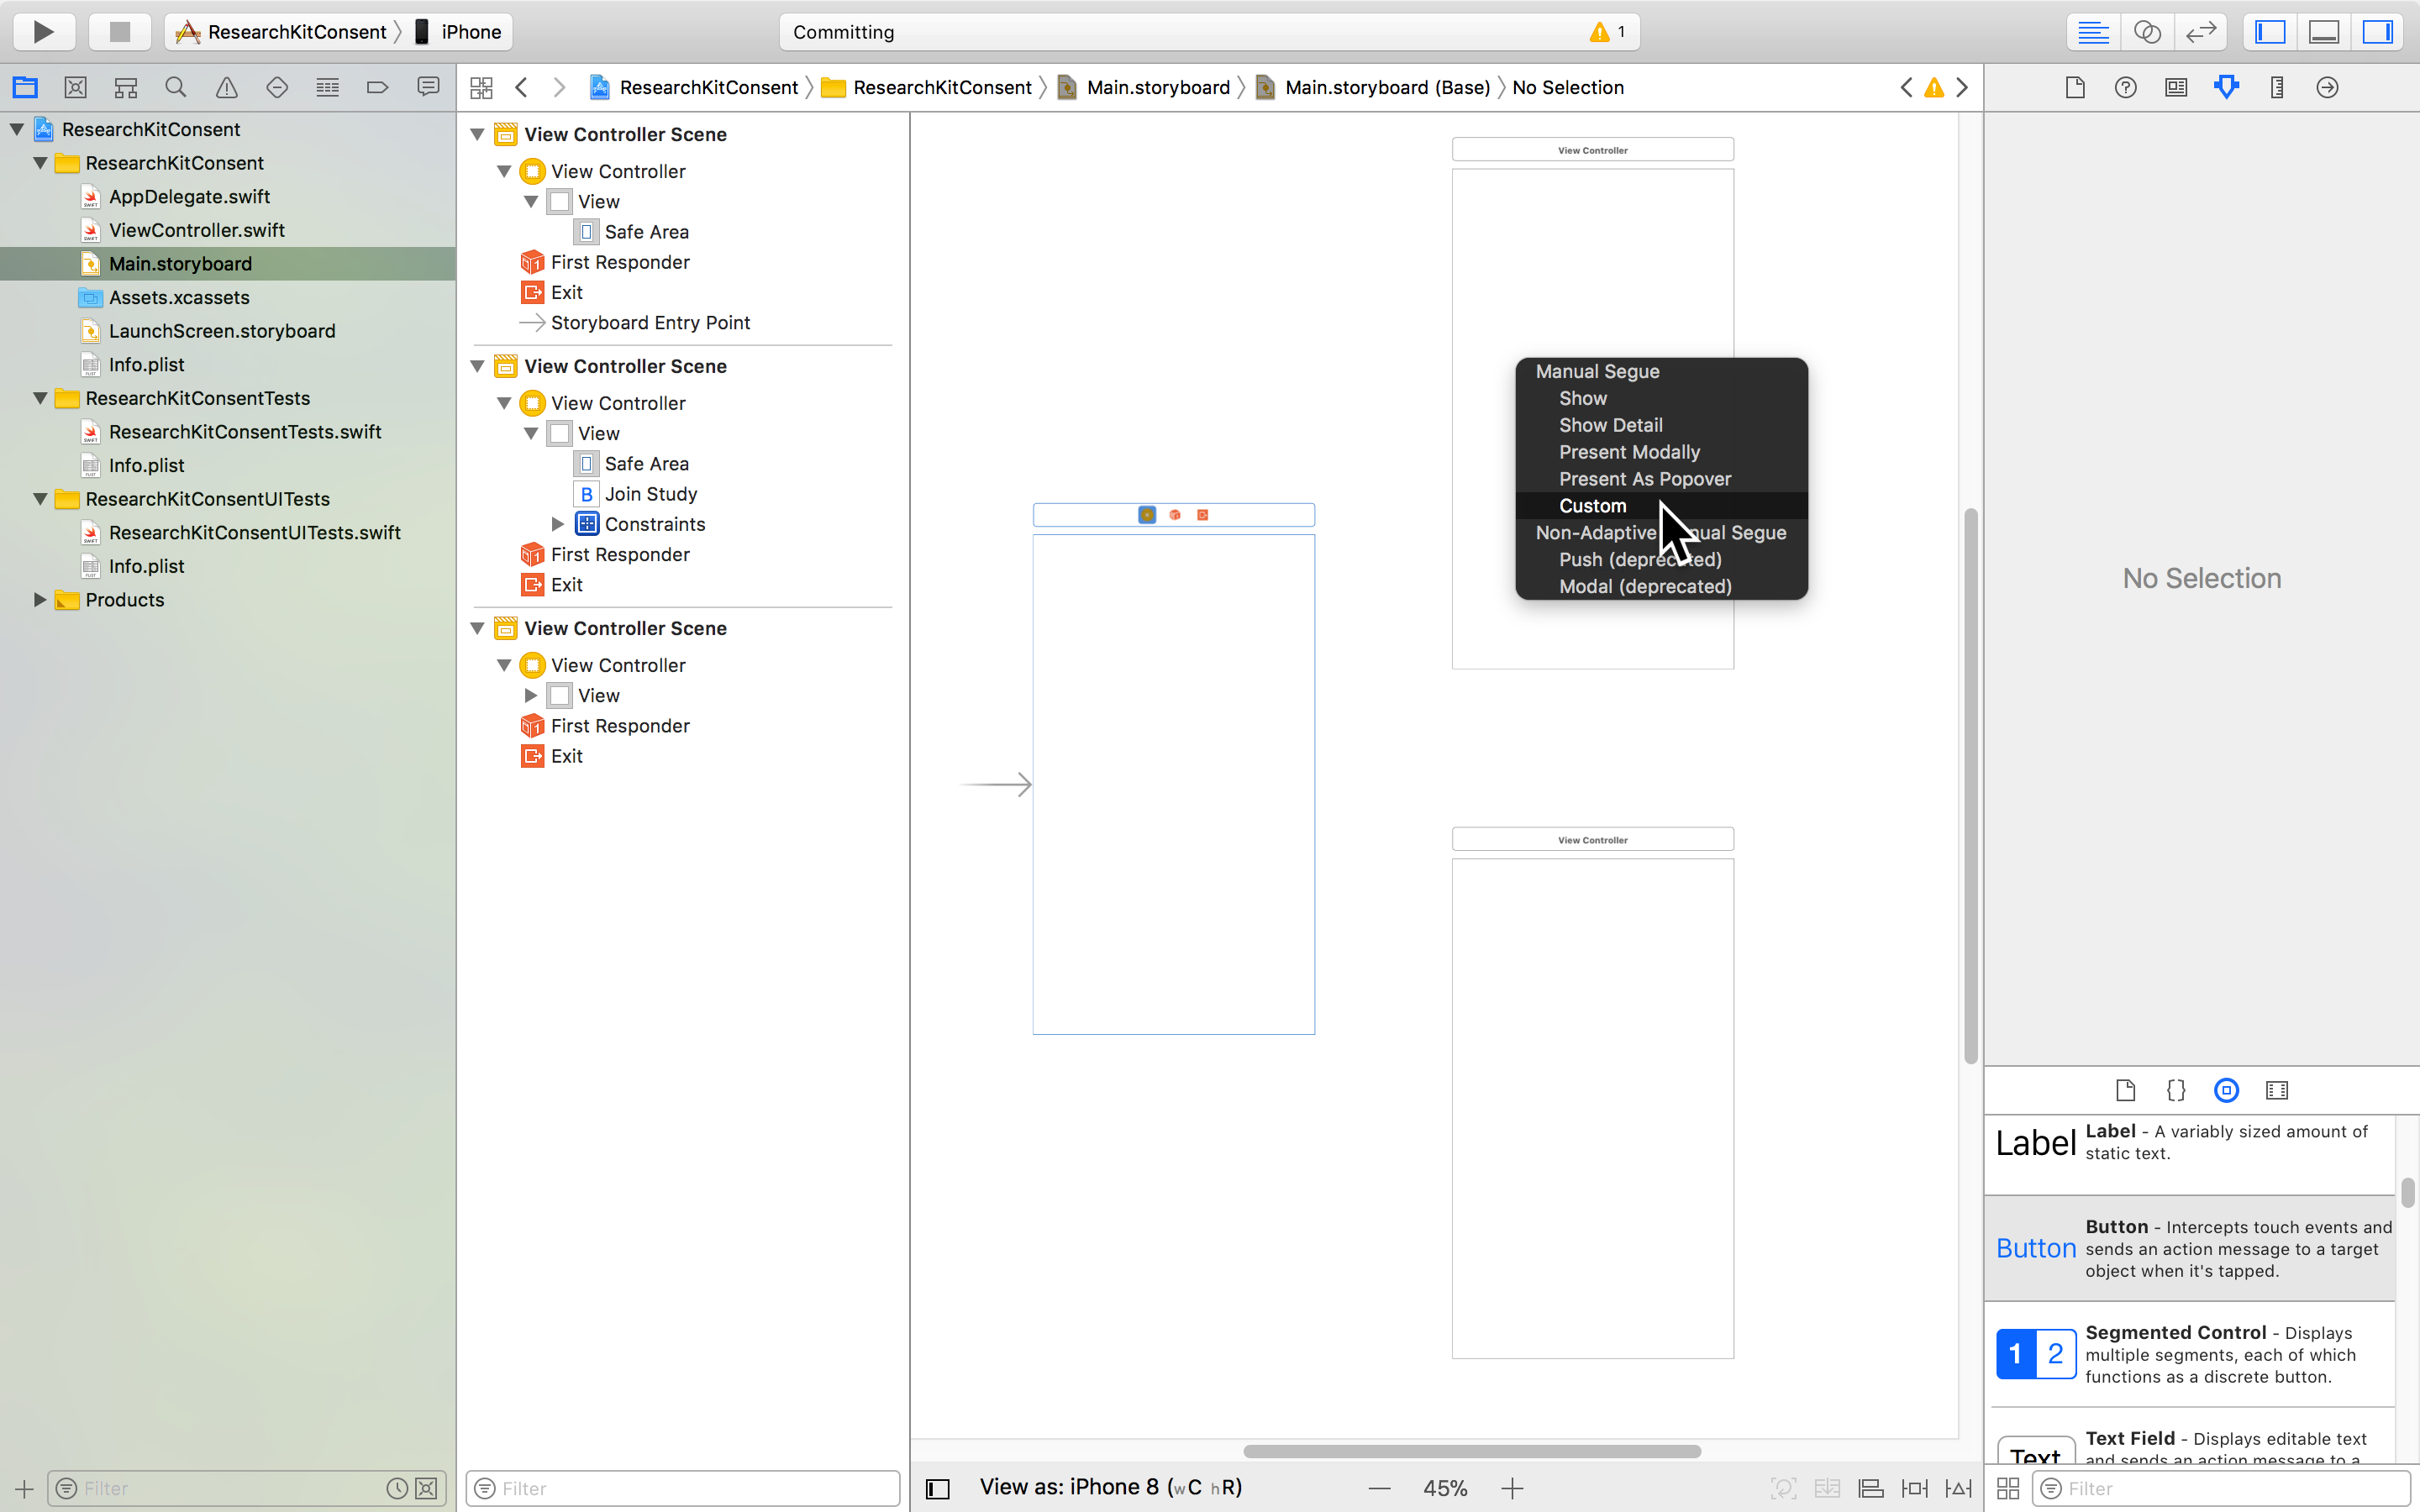 ResearchKitConsent iPhone
Committing
1
ResearchKitConsent ResearchKitConsent Main.storyboard Main.storyboard (Base) No Selection
ResearchKitConsent
ResearchKitConsent
AppDelegate.swift
ViewController.swift
Main.storyboard
Assets.xcassets
LaunchScreen.storyboard
Info.plist
ResearchKitConsentTests
ResearchKitConsentTests.swift
Info.plist
ResearchKitConsentUITests
ResearchKitConsentUITests.swift
Info.plist
Products
Filter
View Controller Scene
View Controller
View
Safe Area
First Responder
Exit
Storyboard Entry Point
View Controller Scene
View Controller
View
Safe Area
B Join Study
Constraints
First Responder
Exit
View Controller Scene
View Controller
View
First Responder
Exit
Filter
View Controller
Manual Segue
Show
Show Detail
Present Modally
Present As Popover
Custom
Non-Adaptive Segue
Push
Modal (deprecated)
View Controller
View as: iPhone 8 (wC hR)
45%
No Selection
Label
Label - A variably sized amount of
static text.
Button
Button - Intercepts touch events and
sends an action message to a target
object when it's tapped.
1 2
Segmented Control - Displays
multiple segments, each of which
functions as a discrete button.
Text
Text Field - Displays editable text
and sends an action message to a
Filter